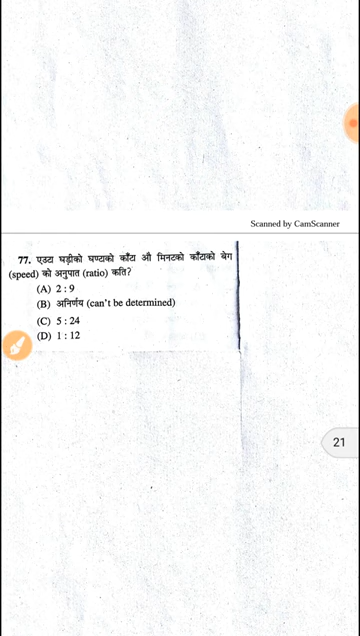 Scanned by CamScanner
77. एउटा घड़ीको घण्टाको काँटा औ मिनटको काँटाको बेग
(speed) को अनुपात (ratio) कति?
(A) 2 : 9
(B) अनिर्णय (can't be determined)
(C) 5 : 24
(D) 1 : 12
21